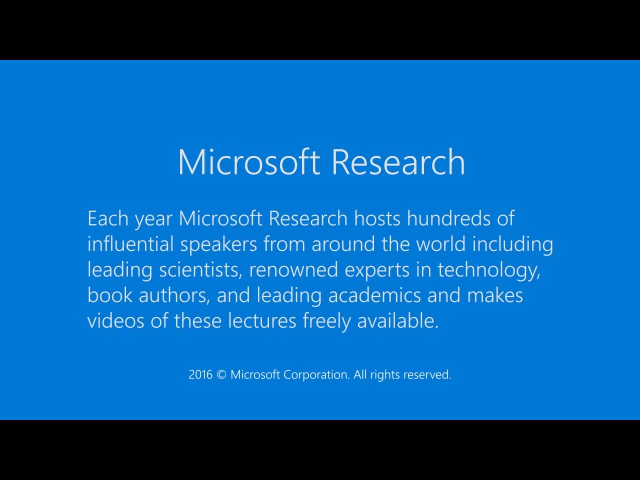 Microsoft Research
Each year Microsoft Research hosts hundreds of
influential speakers from around the world including
leading scientists, renowned experts in technology,
book authors, and leading academics and makes
videos of these lectures freely available.
2016 © Microsoft Corporation. All rights reserved.